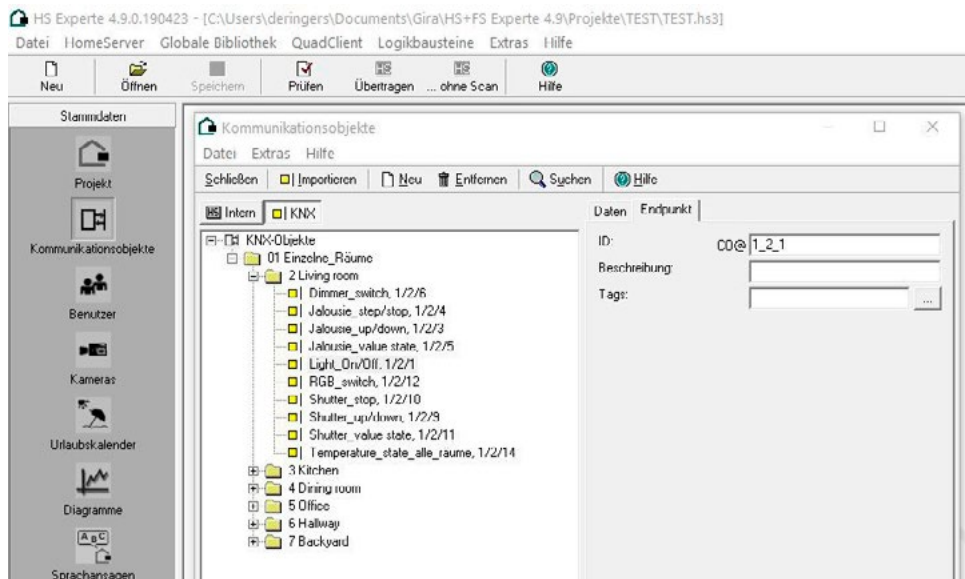 HS Experte 4.9.0.190423 - [C:\Users\deringers\Documents\Gira\HS+FS Experte 4.9\Projekte\TEST\TEST.hs3]
Datei HomeServer Globale Bibliothek QuadClient Logikbausteine Extras Hilfe
Neu Öffnen Speichern Prüfen Übertragen ... ohne Scan Hilfe
Stammdaten
Projekt
Kommunikationsobjekte
Benutzer
Kameras
Urlaubskalender
Diagramme
Sprachansagen
Kommunikationsobjekte
Datei Extras Hilfe
Schließen Importieren Neu Entfernen Suchen Hilfe
HS Intern KNX
KNX-Objekte
01 Einzelne_Räume
2 Living room
Dimmer_switch, 1/2/6
Jalousie_step/stop, 1/2/4
Jalousie_up/down, 1/2/3
Jalousie_value state, 1/2/5
Light_On/Off, 1/2/1
RGB_switch, 1/2/12
Shutter_stop, 1/2/10
Shutter_up/down, 1/2/9
Shutter_value state, 1/2/11
Temperature_state_alle_räume, 1/2/14
3 Kitchen
4 Dining room
5 Office
6 Hallway
7 Backyard
Daten Endpunkt
ID: CO@ 1_2_1
Beschreibung:
Tags: ...